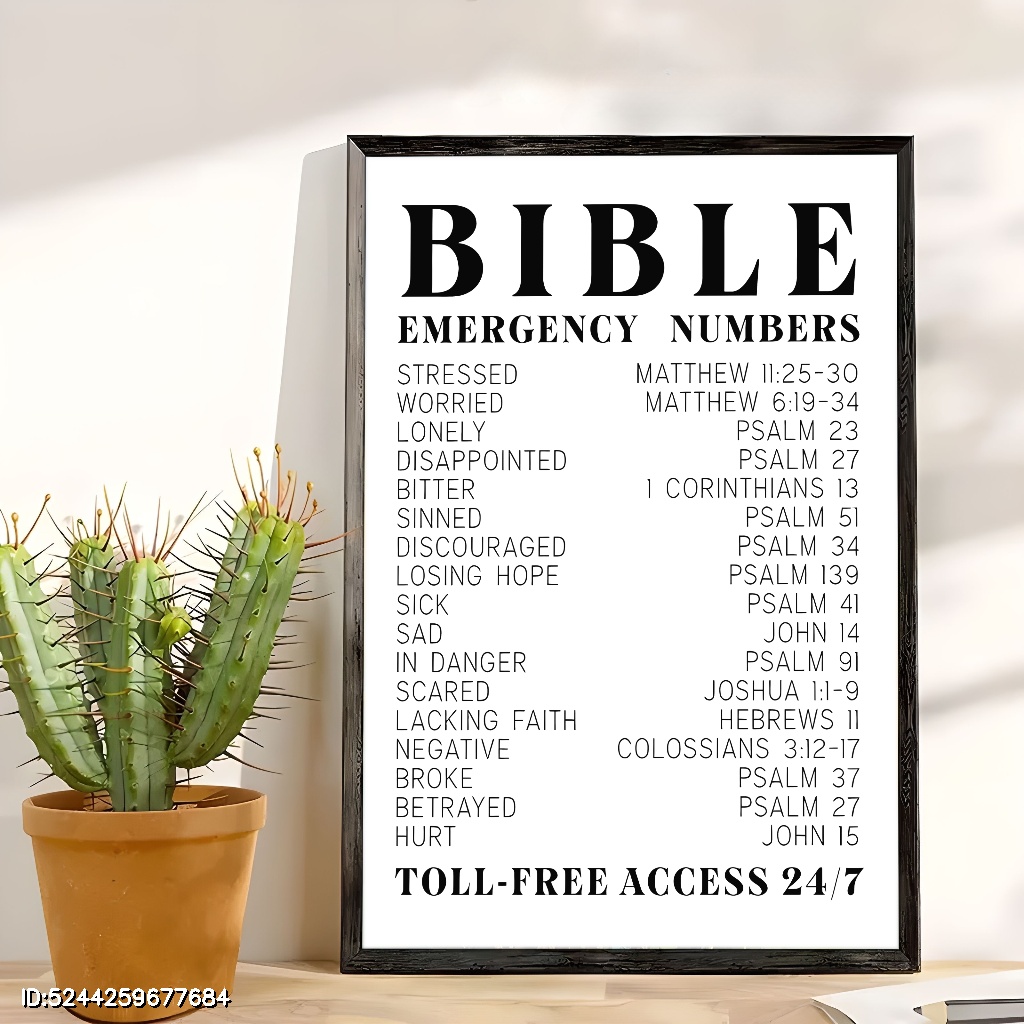 BIBLE
EMERGENCY NUMBERS
STRESSED MATTHEW 11:25-30
WORRIED MATTHEW 6:19-34
LONELY PSALM 23
DISAPPOINTED PSALM 27
BITTER 1 CORINTHIANS 13
SINNED PSALM 51
DISCOURAGED PSALM 34
LOSING HOPE PSALM 139
SICK PSALM 41
SAD JOHN 14
IN DANGER PSALM 91
SCARED JOSHUA 1:1-9
LACKING FAITH HEBREWS 11
NEGATIVE COLOSSIANS 3:12-17
BROKE PSALM 37
BETRAYED PSALM 27
HURT JOHN 15
TOLL-FREE ACCESS 24/7
ID:5244259677684